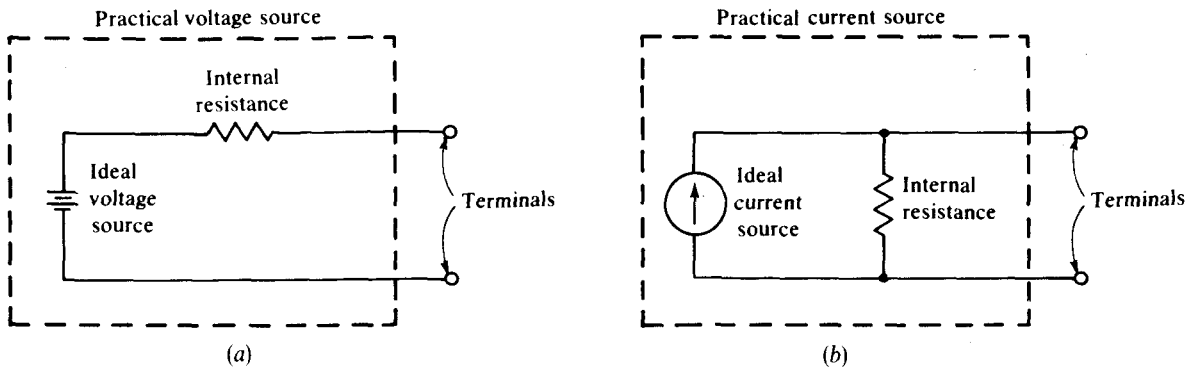 Practical voltage source
Internal
resistance
Ideal
voltage
source
Terminals
(a)
Practical current source
Ideal
current
source
Internal
resistance
Terminals
(b)